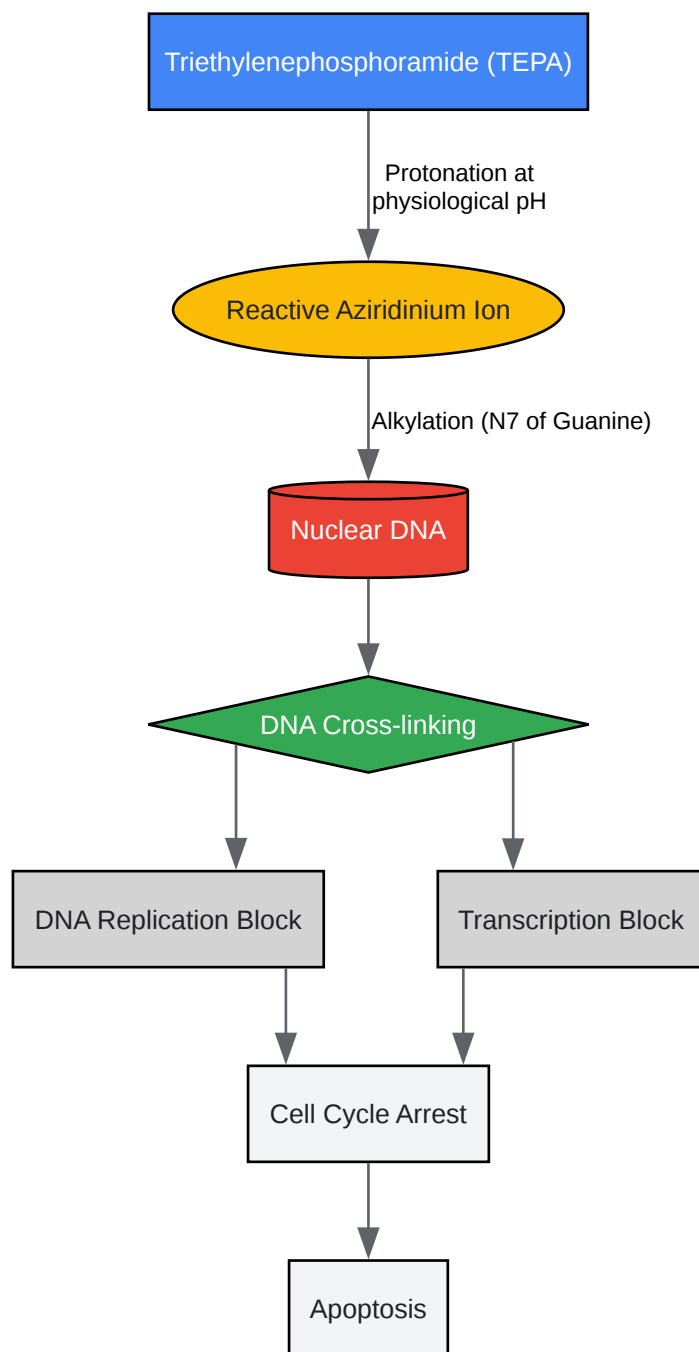 Triethylenephosphoramide (TEPA)
Protonation at
physiological pH
Reactive Aziridinium Ion
Alkylation (N7 of Guanine)
Nuclear DNA
DNA Cross-linking
DNA Replication Block
Transcription Block
Cell Cycle Arrest
Apoptosis